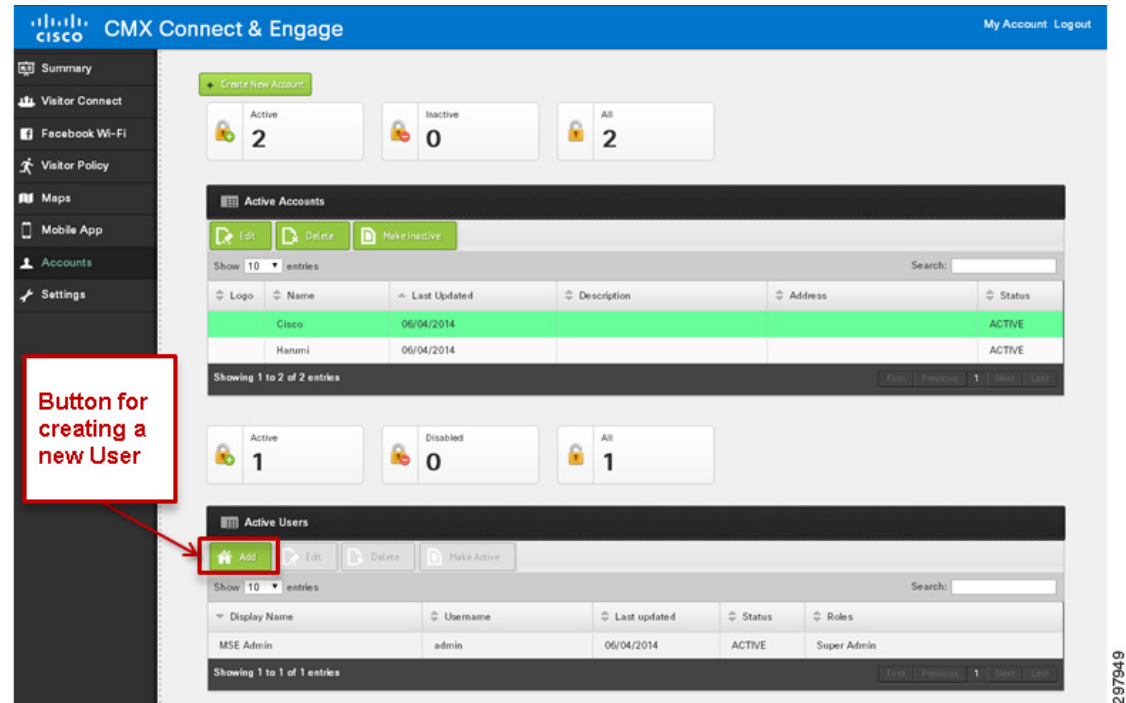 CISCO CMX Connect & Engage
My Account Logout
Summary
Visitor Connect
Facebook Wi-Fi
Visitor Policy
Maps
Mobile App
Accounts
Settings
+ Create New Account
Active
2
Inactive
0
All
2
Active Accounts
Edit Delete Make Inactive
Show 10 entries Search:
Logo Name Last Updated Description Address Status
Cisco 06/04/2014 ACTIVE
Harumi 06/04/2014 ACTIVE
Showing 1 to 2 of 2 entries First Previous 1 Next Last
Button for
creating a
new User
Active
1
Disabled
0
All
1
Active Users
Add Edit Delete Make Active
Show 10 entries Search:
Display Name Username Last updated Status Roles
MSE Admin admin 06/04/2014 ACTIVE Super Admin
Showing 1 to 1 of 1 entries First Previous 1 Next Last
297949